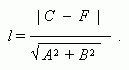 l = | C − F | / √A² + B² .